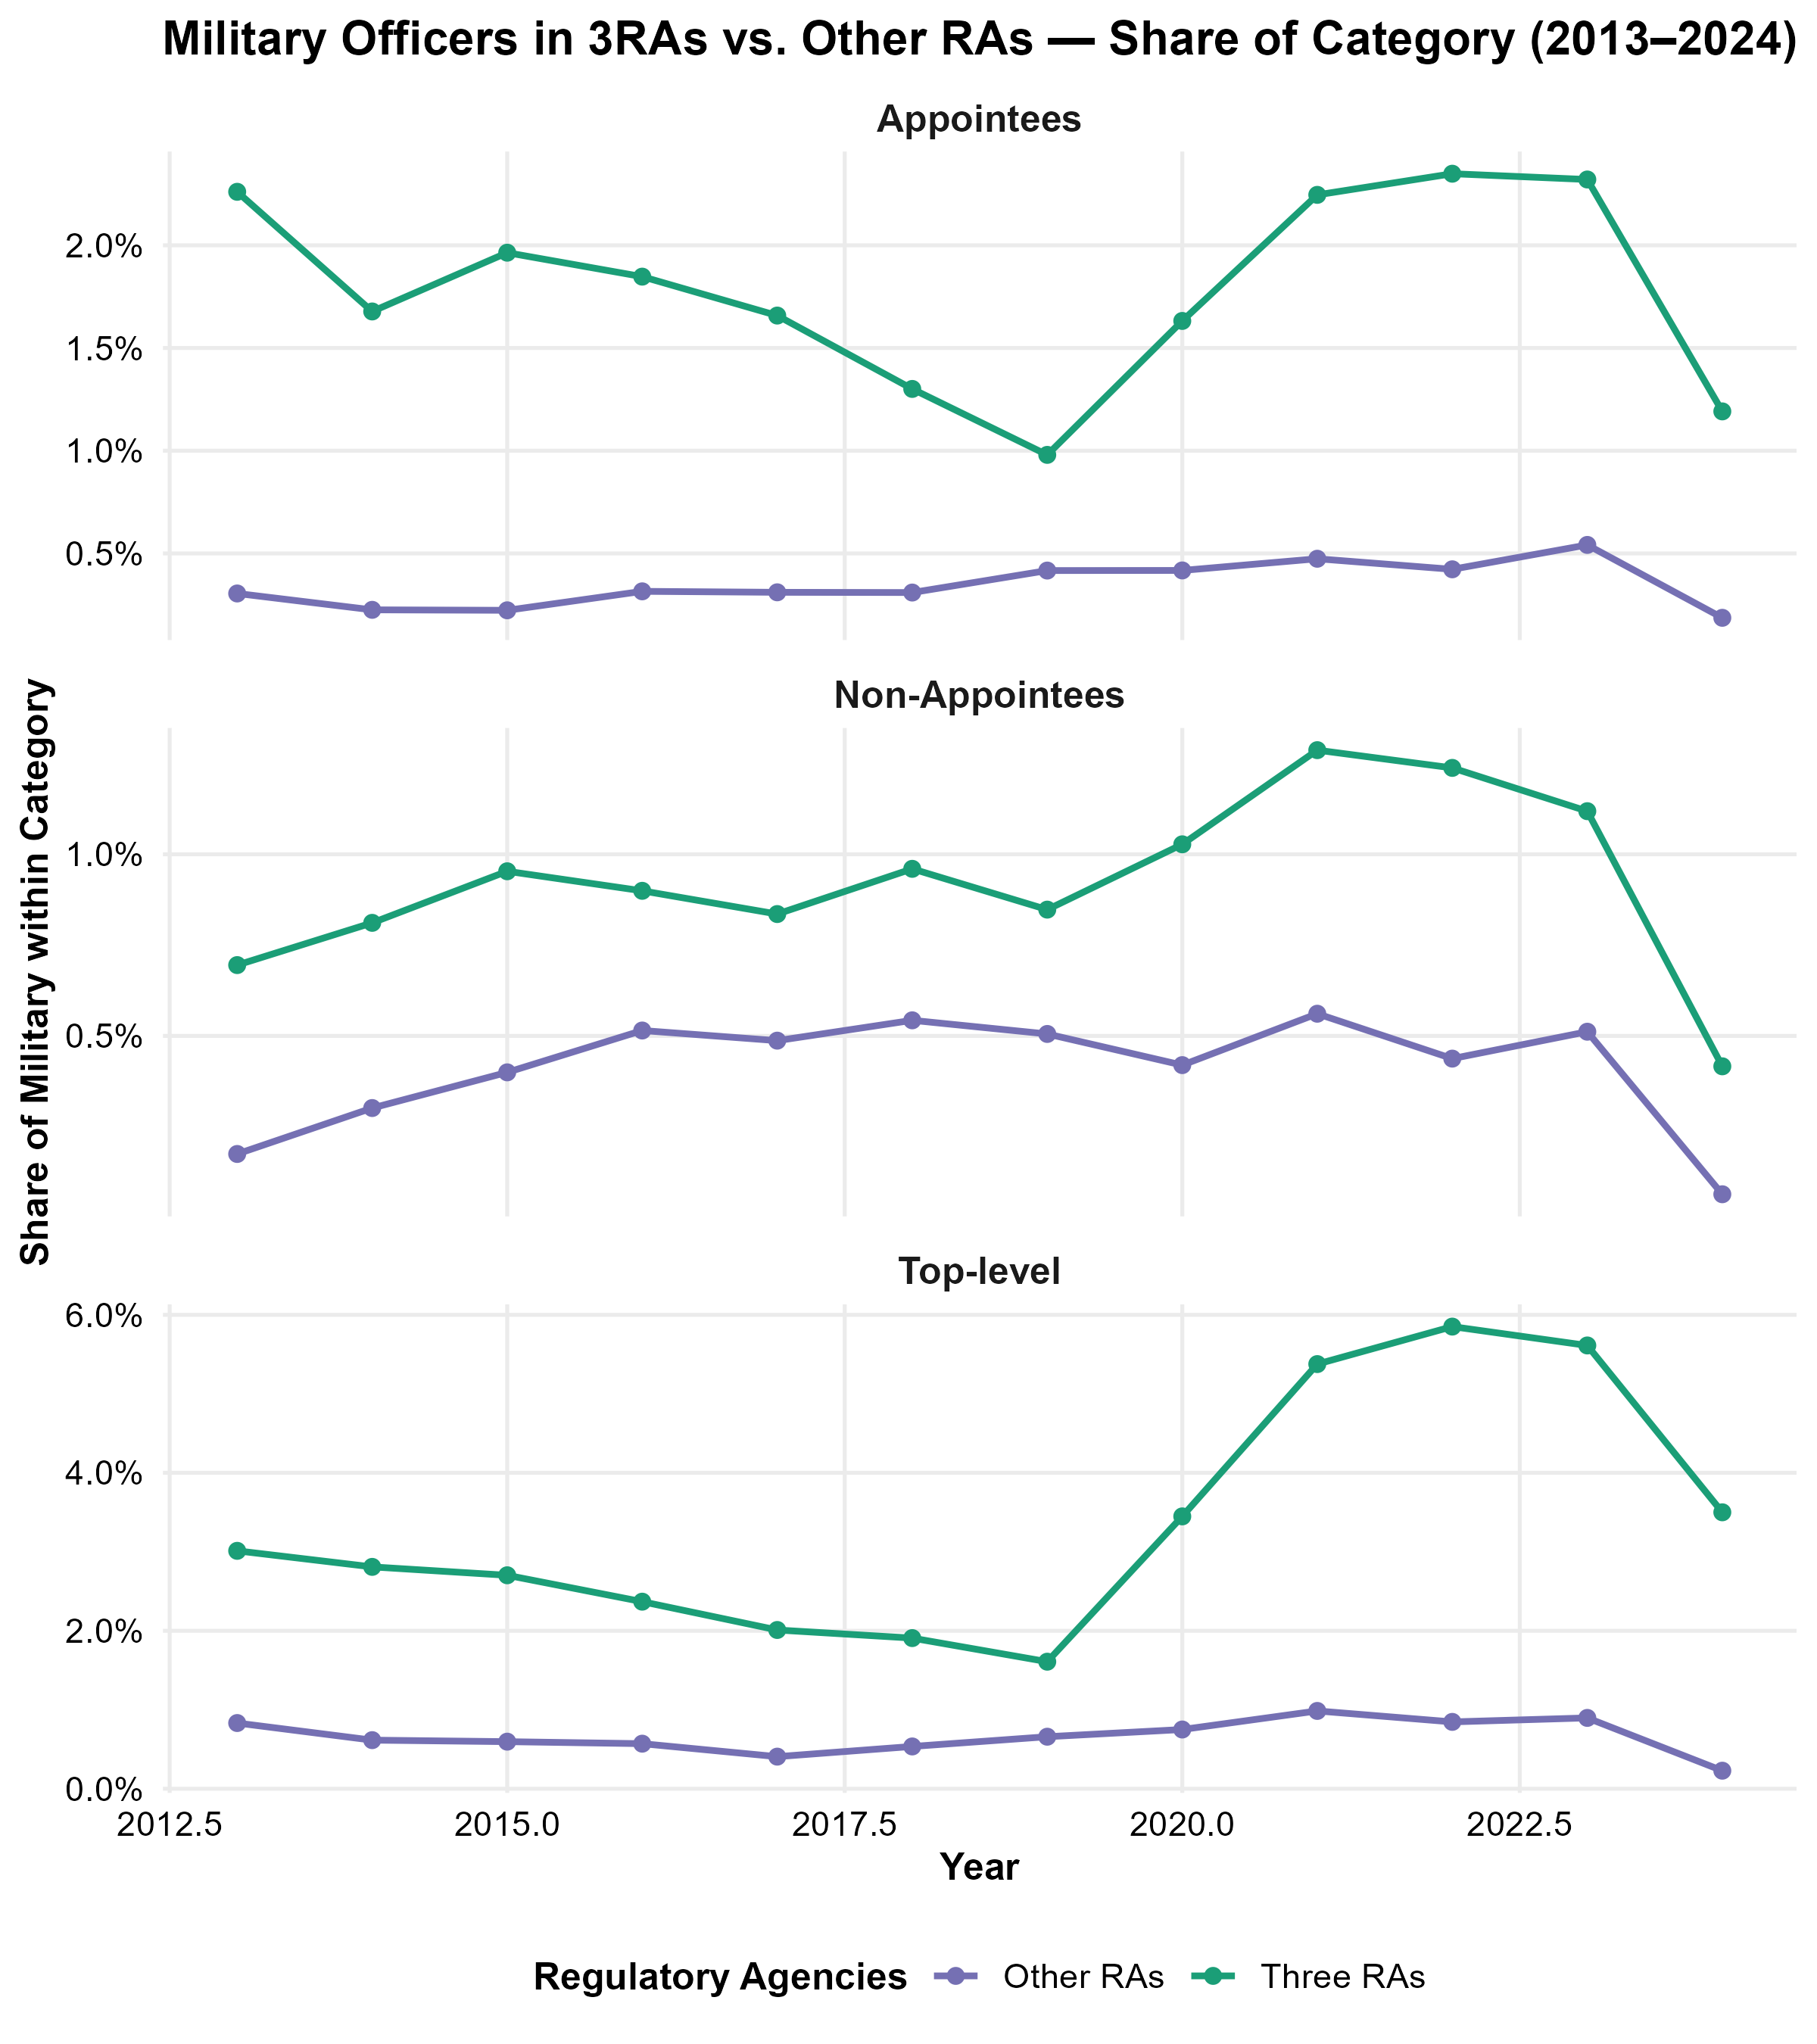 Military Officers in 3RAs vs. Other RAs — Share of Category (2013–2024)
Appointees
2.0%
1.5%
1.0%
0.5%
Non-Appointees
1.0%
0.5%
Share of Military within Category
Top-level
6.0%
4.0%
2.0%
0.0%
2012.5 2015.0 2017.5 2020.0 2022.5
Year
Regulatory Agencies Other RAs Three RAs